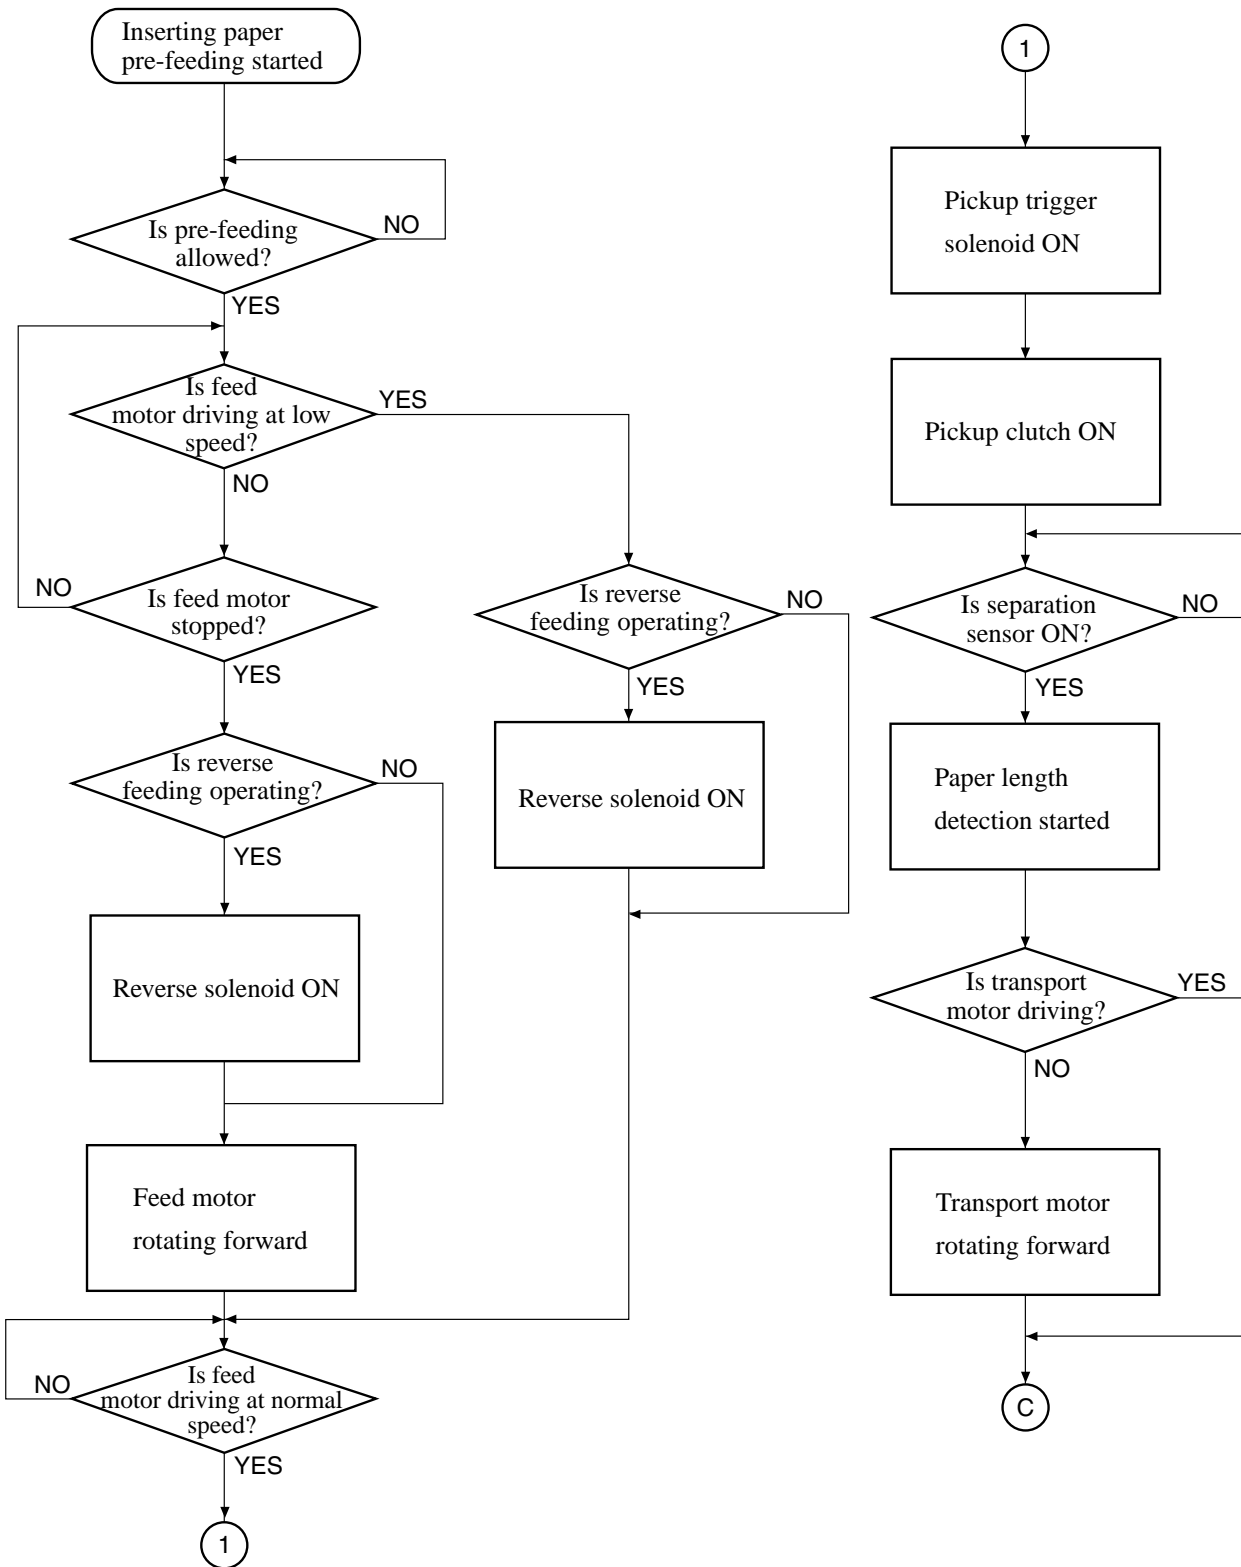 Inserting paper
pre-feeding started
Is pre-feeding
allowed?
NO
YES
Is feed
motor driving at low
speed?
YES
NO
Is feed motor
stopped?
NO
YES
Is reverse
feeding operating?
NO
YES
Reverse solenoid ON
Is reverse
feeding operating?
NO
YES
Reverse solenoid ON
Feed motor
rotating forward
Is feed
motor driving at normal
speed?
NO
YES
1
1
Pickup trigger
solenoid ON
Pickup clutch ON
Is separation
sensor ON?
NO
YES
Paper length
detection started
Is transport
motor driving?
YES
NO
Transport motor
rotating forward
C